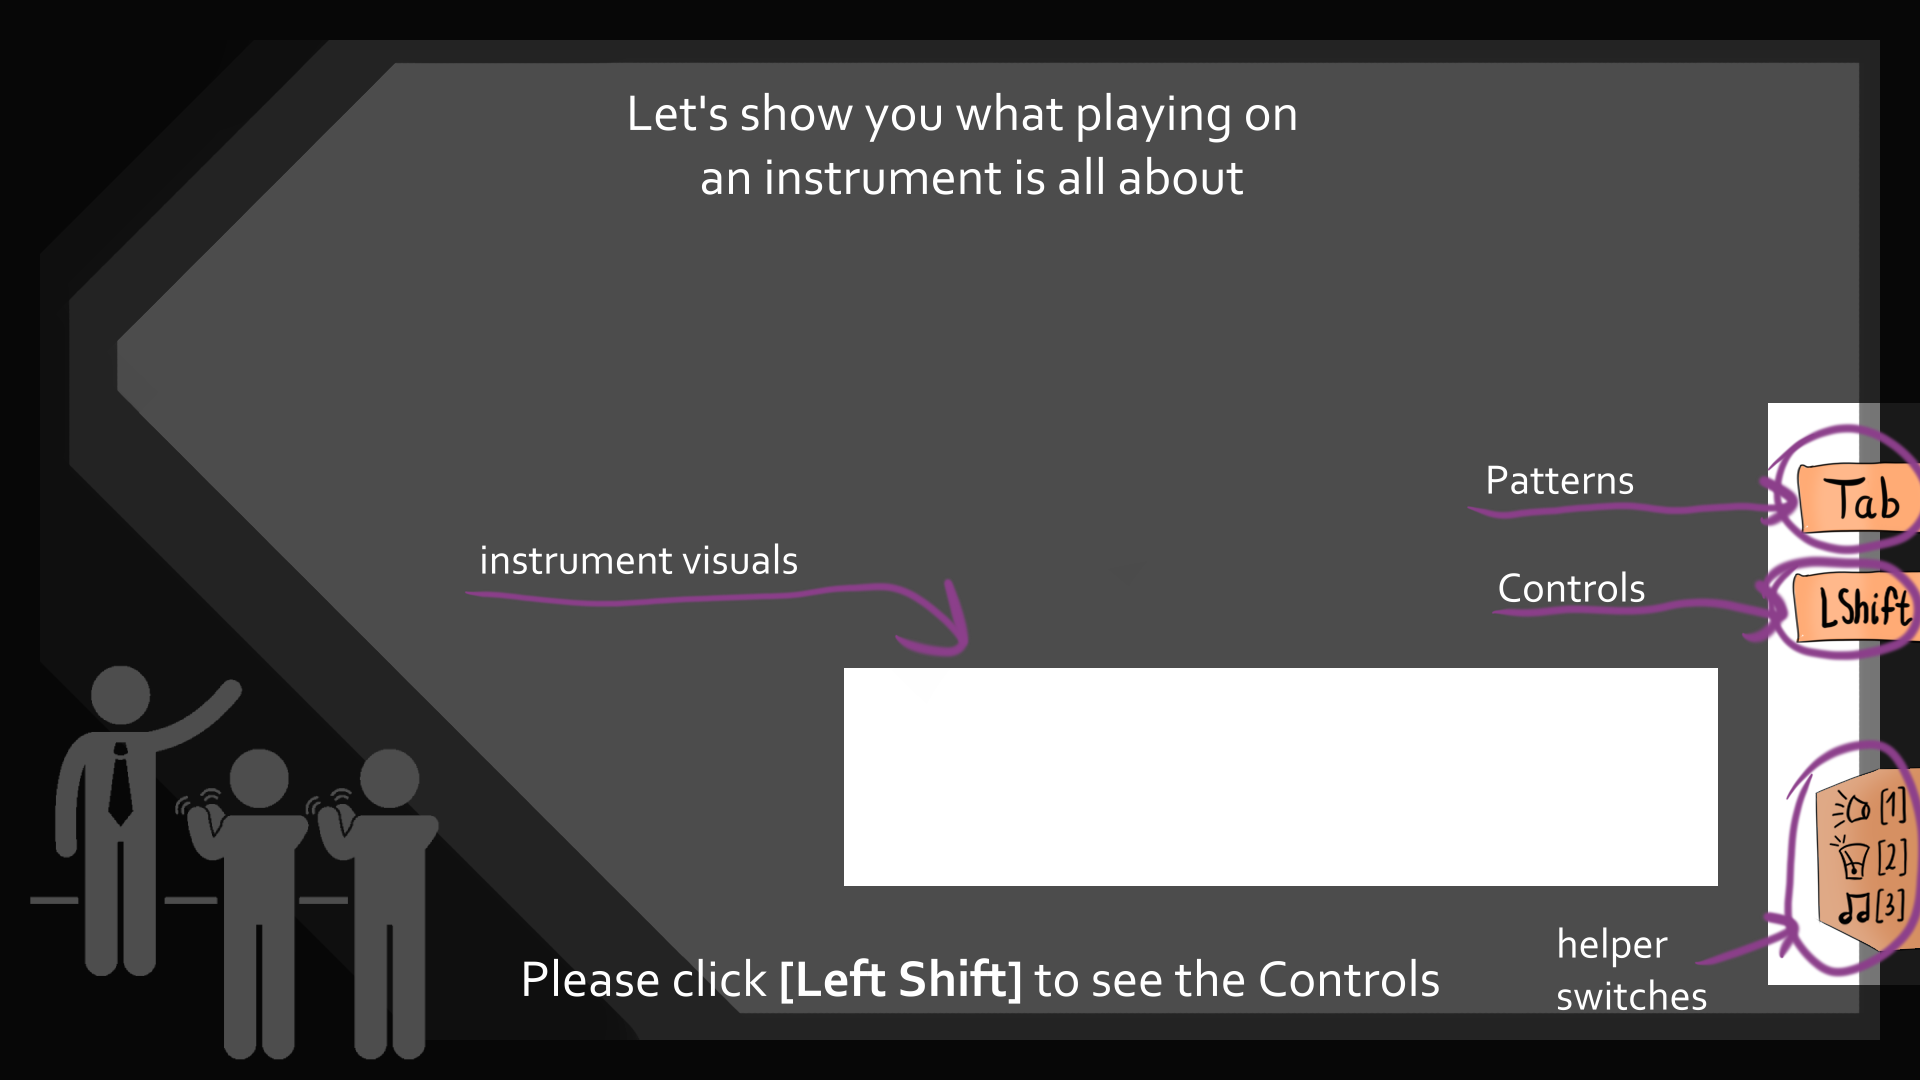 Let's show you what playing on
an instrument is all about
Patterns
Tab
instrument visuals
Controls
LShift
[1]
[2]
[3]
helper
switches
Please click [Left Shift] to see the Controls